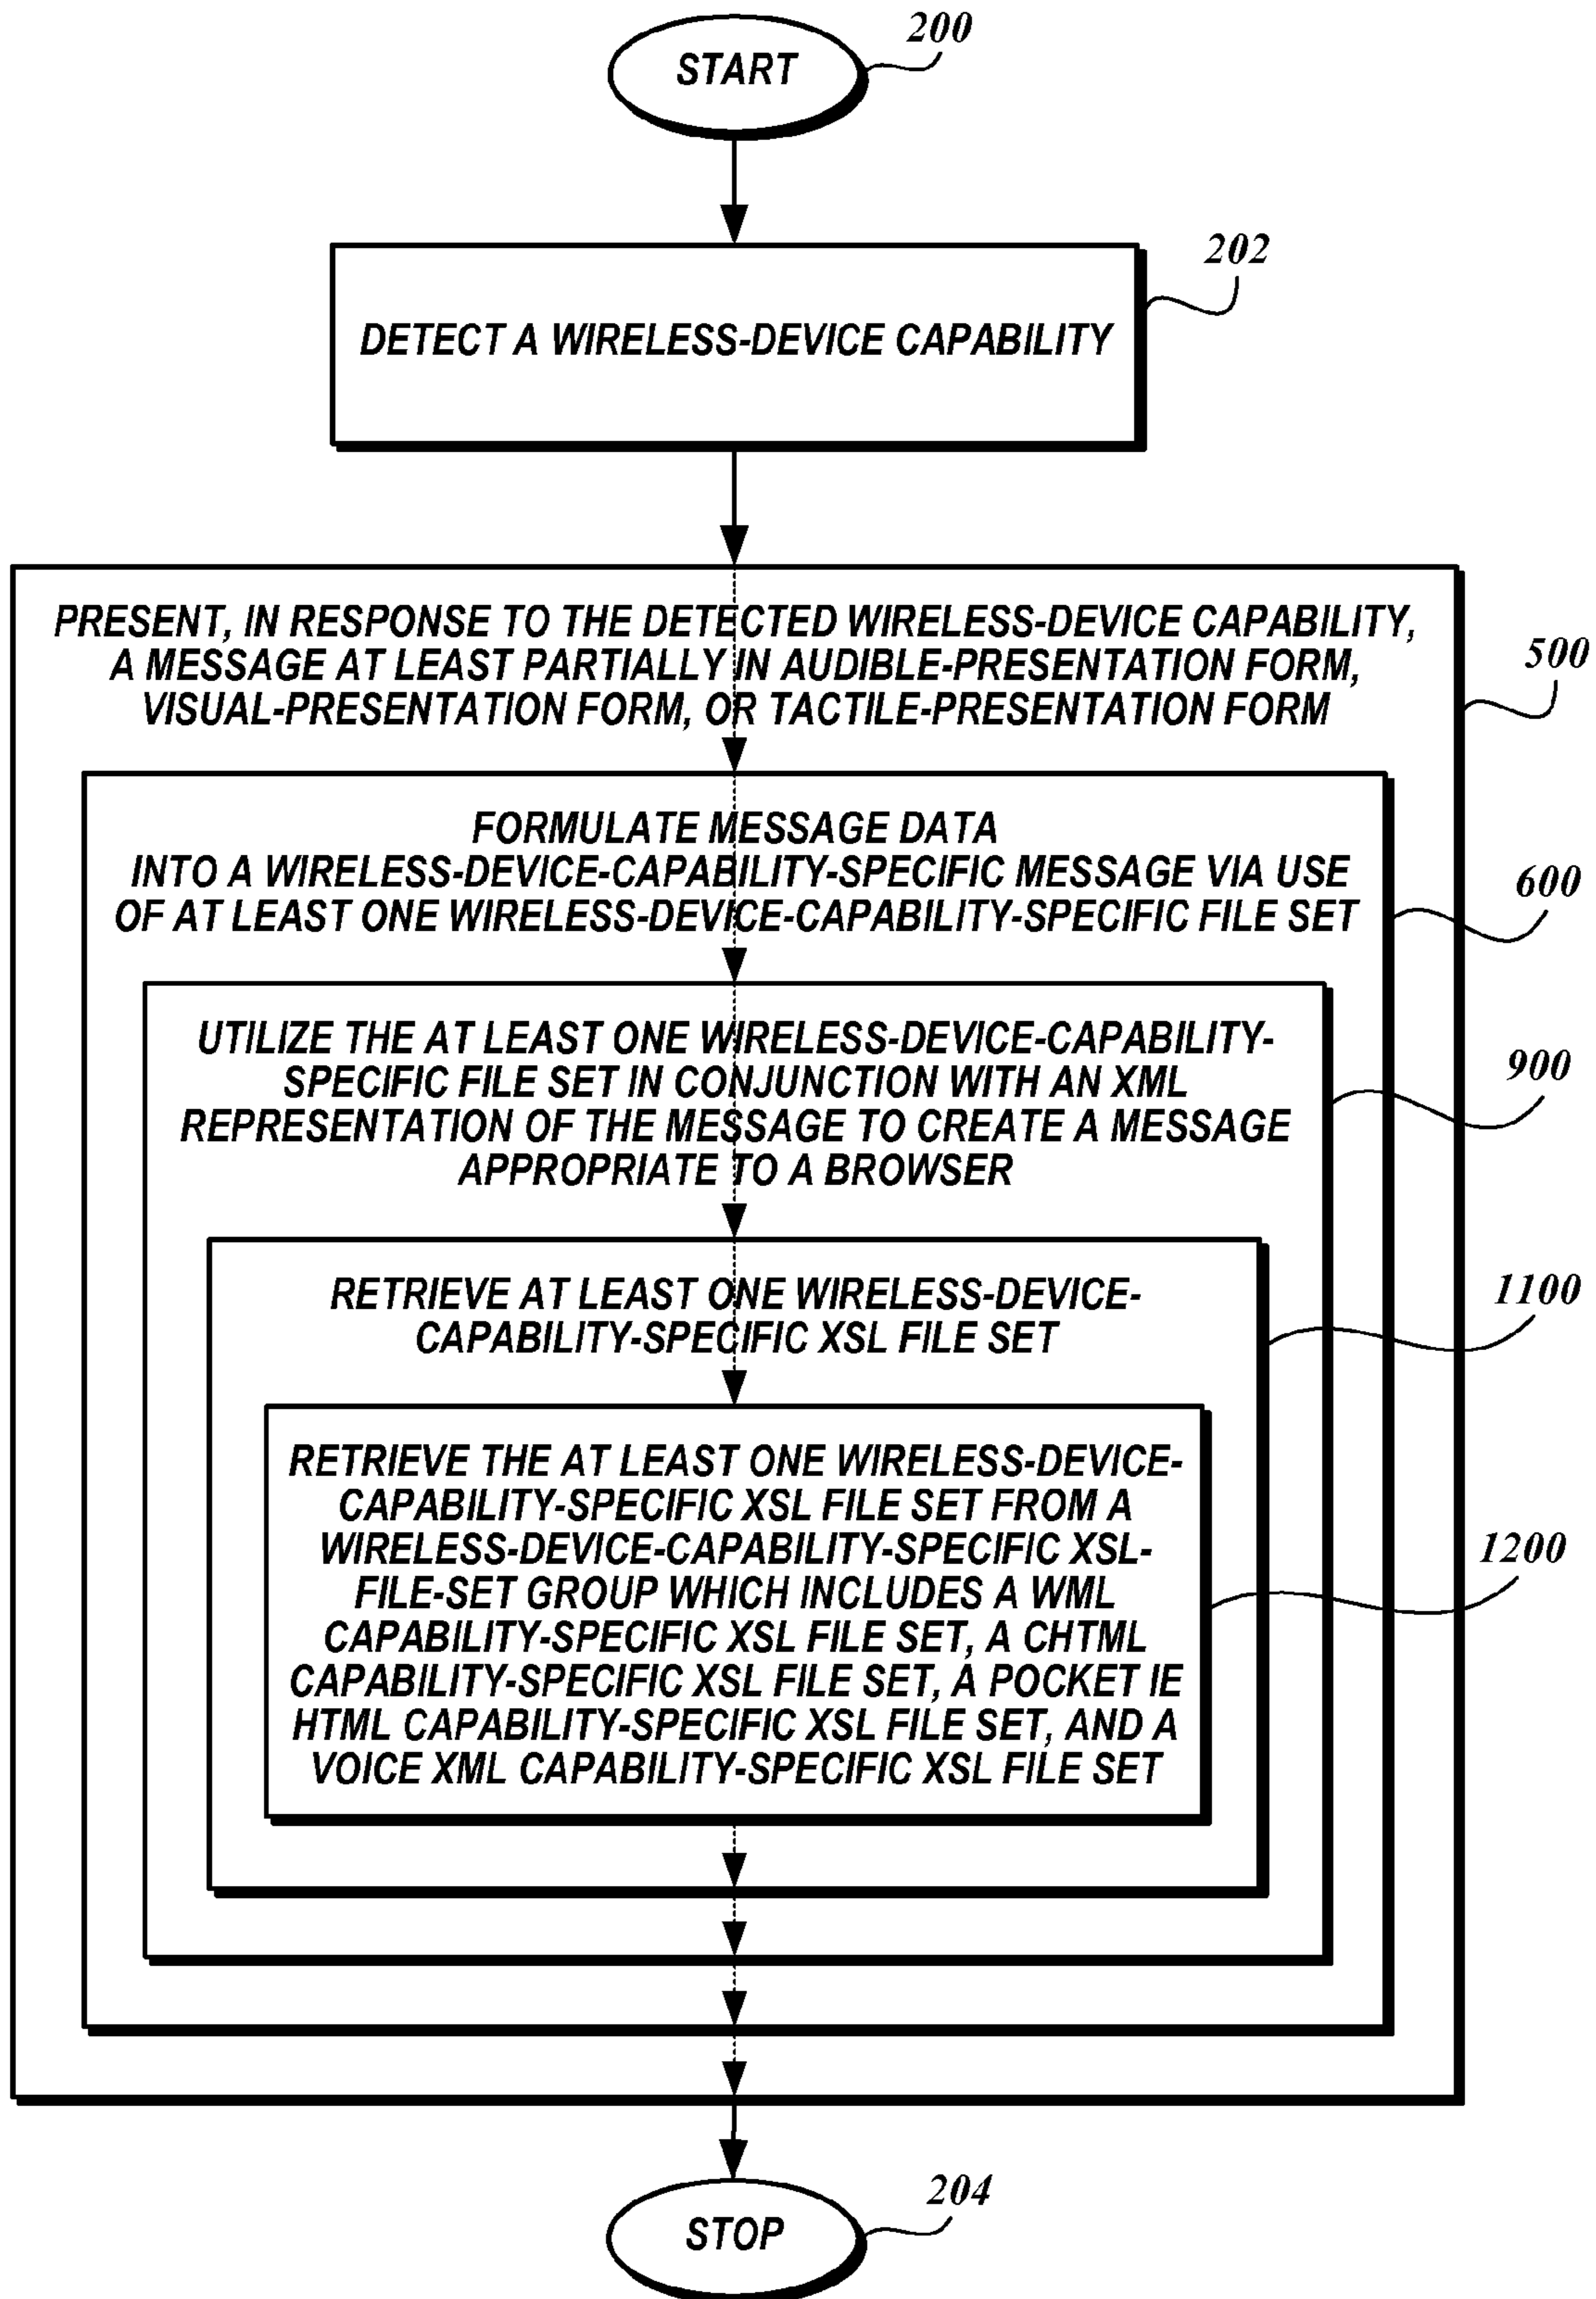 200
START
202
DETECT A WIRELESS-DEVICE CAPABILITY
PRESENT, IN RESPONSE TO THE DETECTED WIRELESS-DEVICE CAPABILITY,
A MESSAGE AT LEAST PARTIALLY IN AUDIBLE-PRESENTATION FORM,
VISUAL-PRESENTATION FORM, OR TACTILE-PRESENTATION FORM
500
FORMULATE MESSAGE DATA
INTO A WIRELESS-DEVICE-CAPABILITY-SPECIFIC MESSAGE VIA USE
OF AT LEAST ONE WIRELESS-DEVICE-CAPABILITY-SPECIFIC FILE SET
600
UTILIZE THE AT LEAST ONE WIRELESS-DEVICE-CAPABILITY-
SPECIFIC FILE SET IN CONJUNCTION WITH AN XML
REPRESENTATION OF THE MESSAGE TO CREATE A MESSAGE
APPROPRIATE TO A BROWSER
900
RETRIEVE AT LEAST ONE WIRELESS-DEVICE-
CAPABILITY-SPECIFIC XSL FILE SET
1100
RETRIEVE THE AT LEAST ONE WIRELESS-DEVICE-
CAPABILITY-SPECIFIC XSL FILE SET FROM A
WIRELESS-DEVICE-CAPABILITY-SPECIFIC XSL-
FILE-SET GROUP WHICH INCLUDES A WML
CAPABILITY-SPECIFIC XSL FILE SET, A CHTML
CAPABILITY-SPECIFIC XSL FILE SET, A POCKET IE
HTML CAPABILITY-SPECIFIC XSL FILE SET, AND A
VOICE XML CAPABILITY-SPECIFIC XSL FILE SET
1200
204
STOP